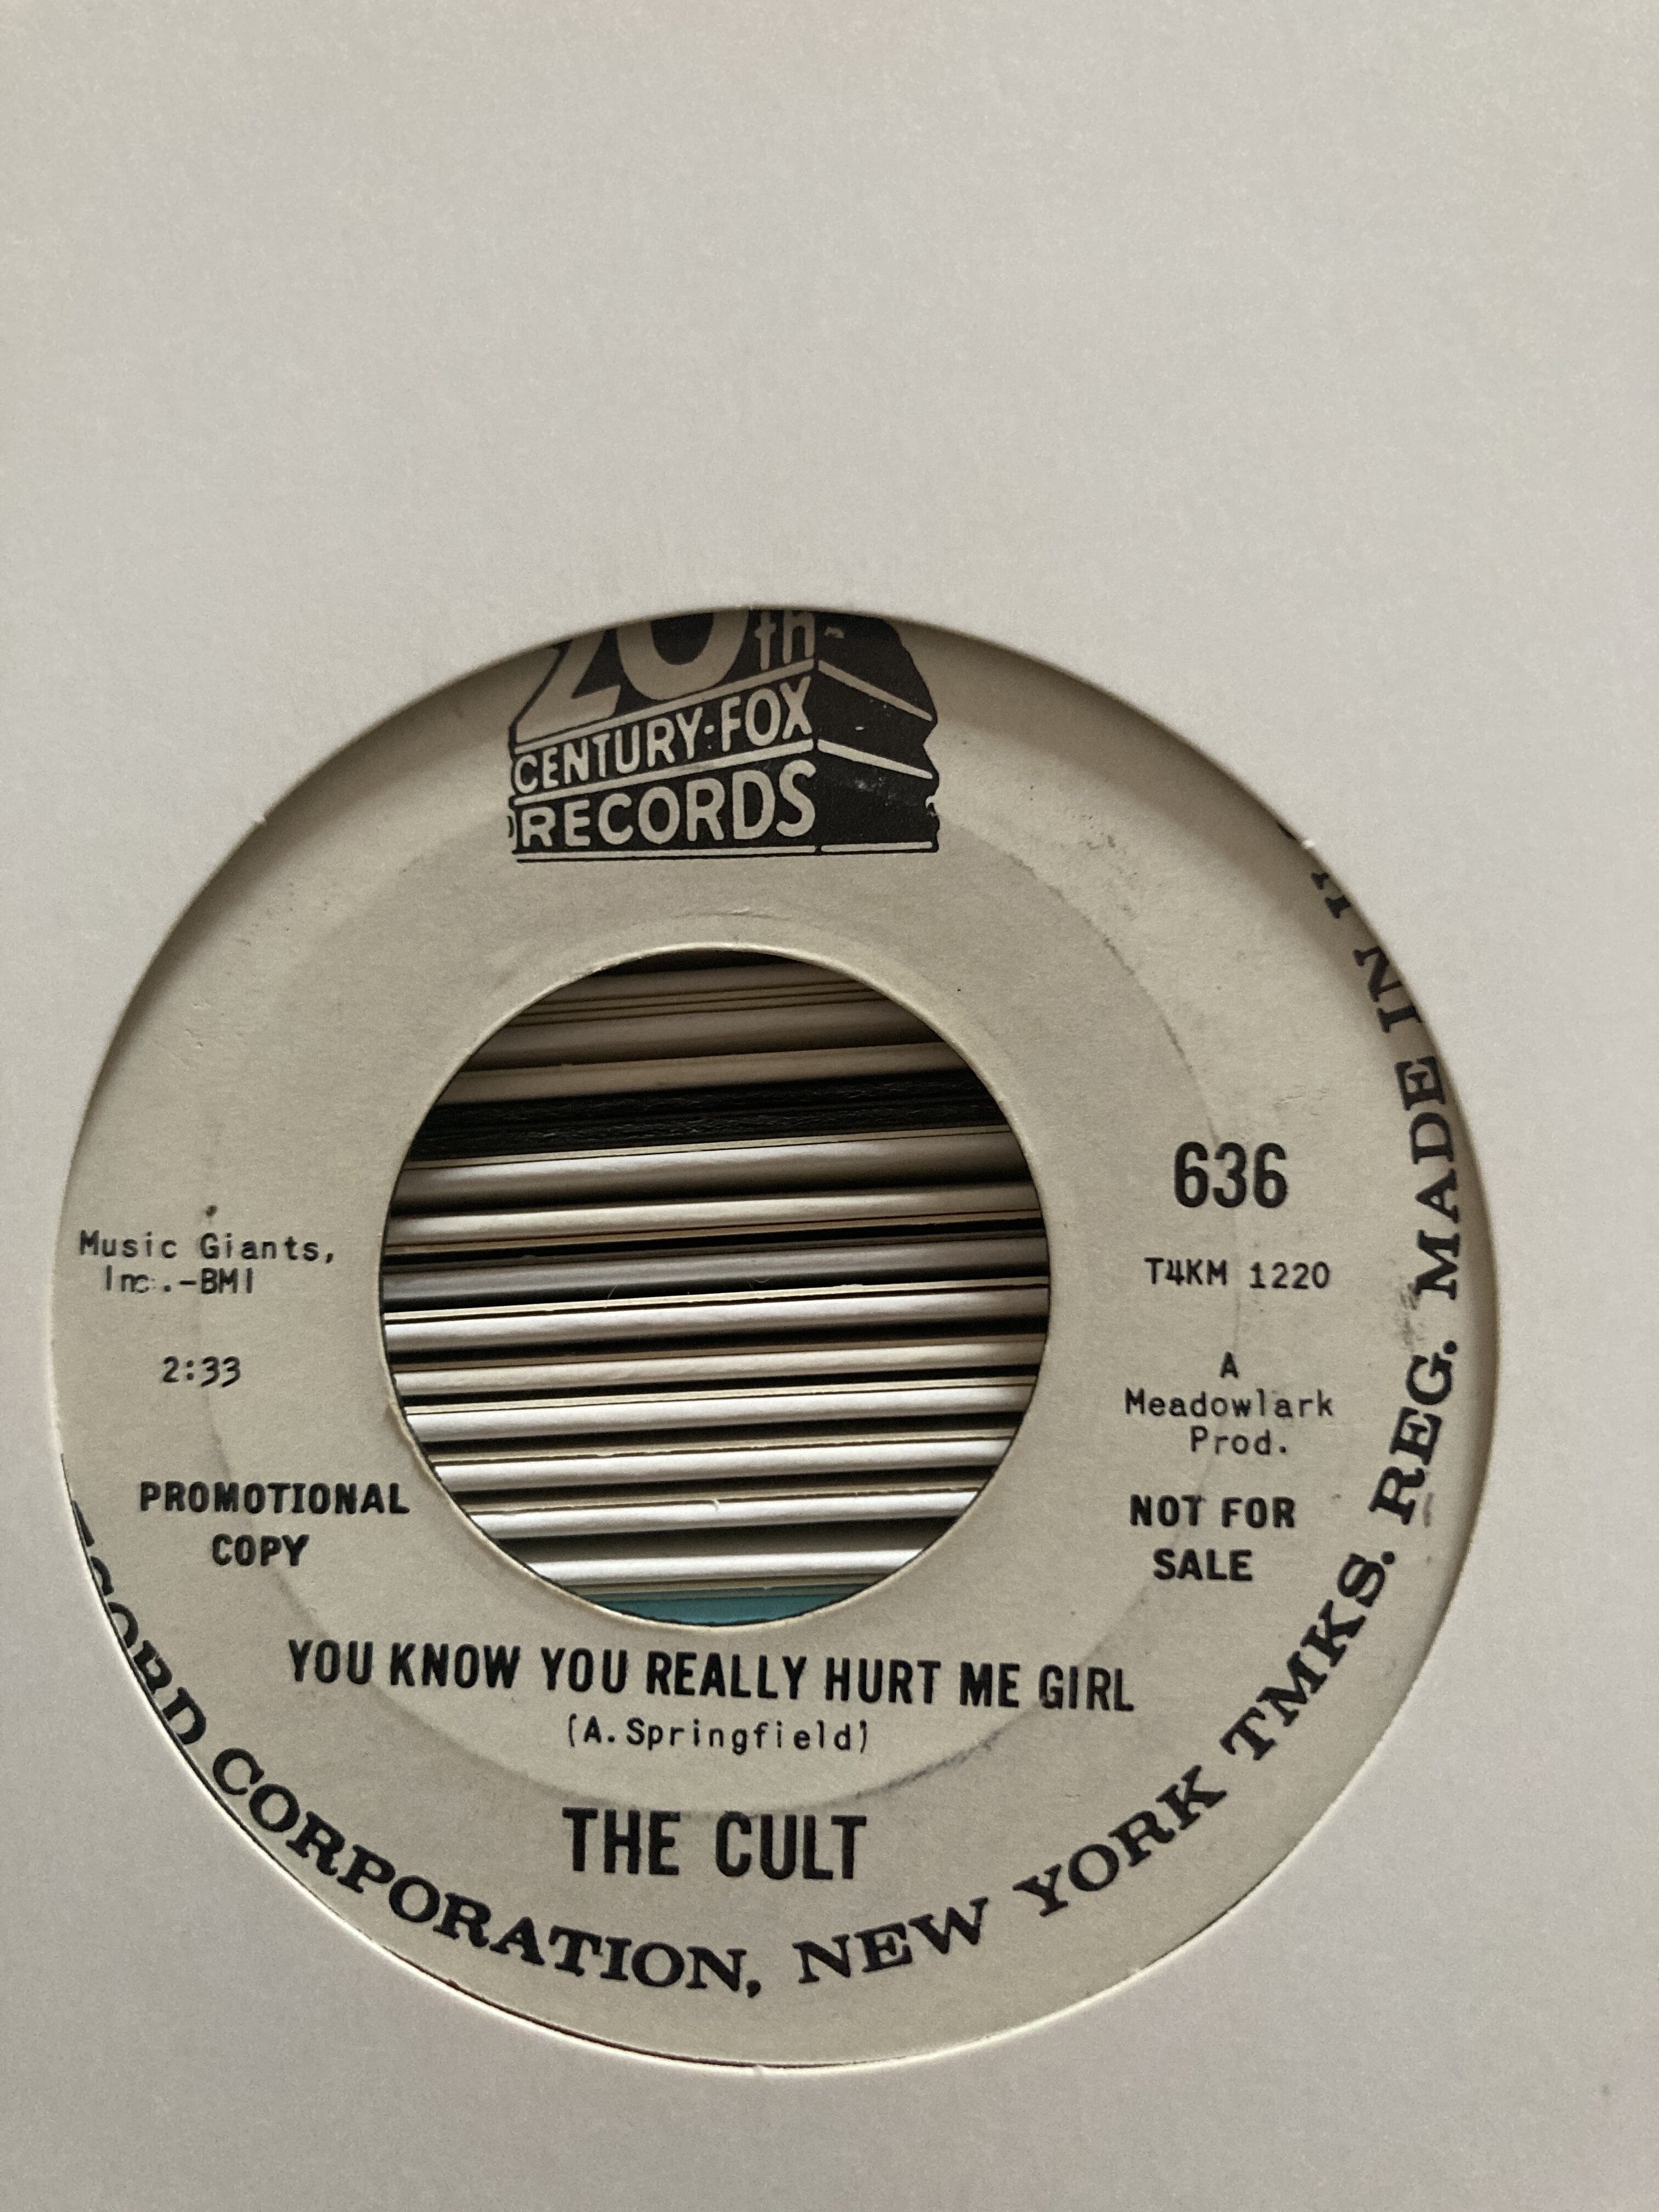 20th
CENTURY-FOX
RECORDS
636
Music Giants,
Inc.-BMI
T4KM 1220
2:33
A
Meadowlark
Prod.
PROMOTIONAL
COPY
NOT FOR
SALE
YOU KNOW YOU REALLY HURT ME GIRL
(A. Springfield)
THE CULT
CORPORATION, NEW YORK TMKS. REG. MADE IN